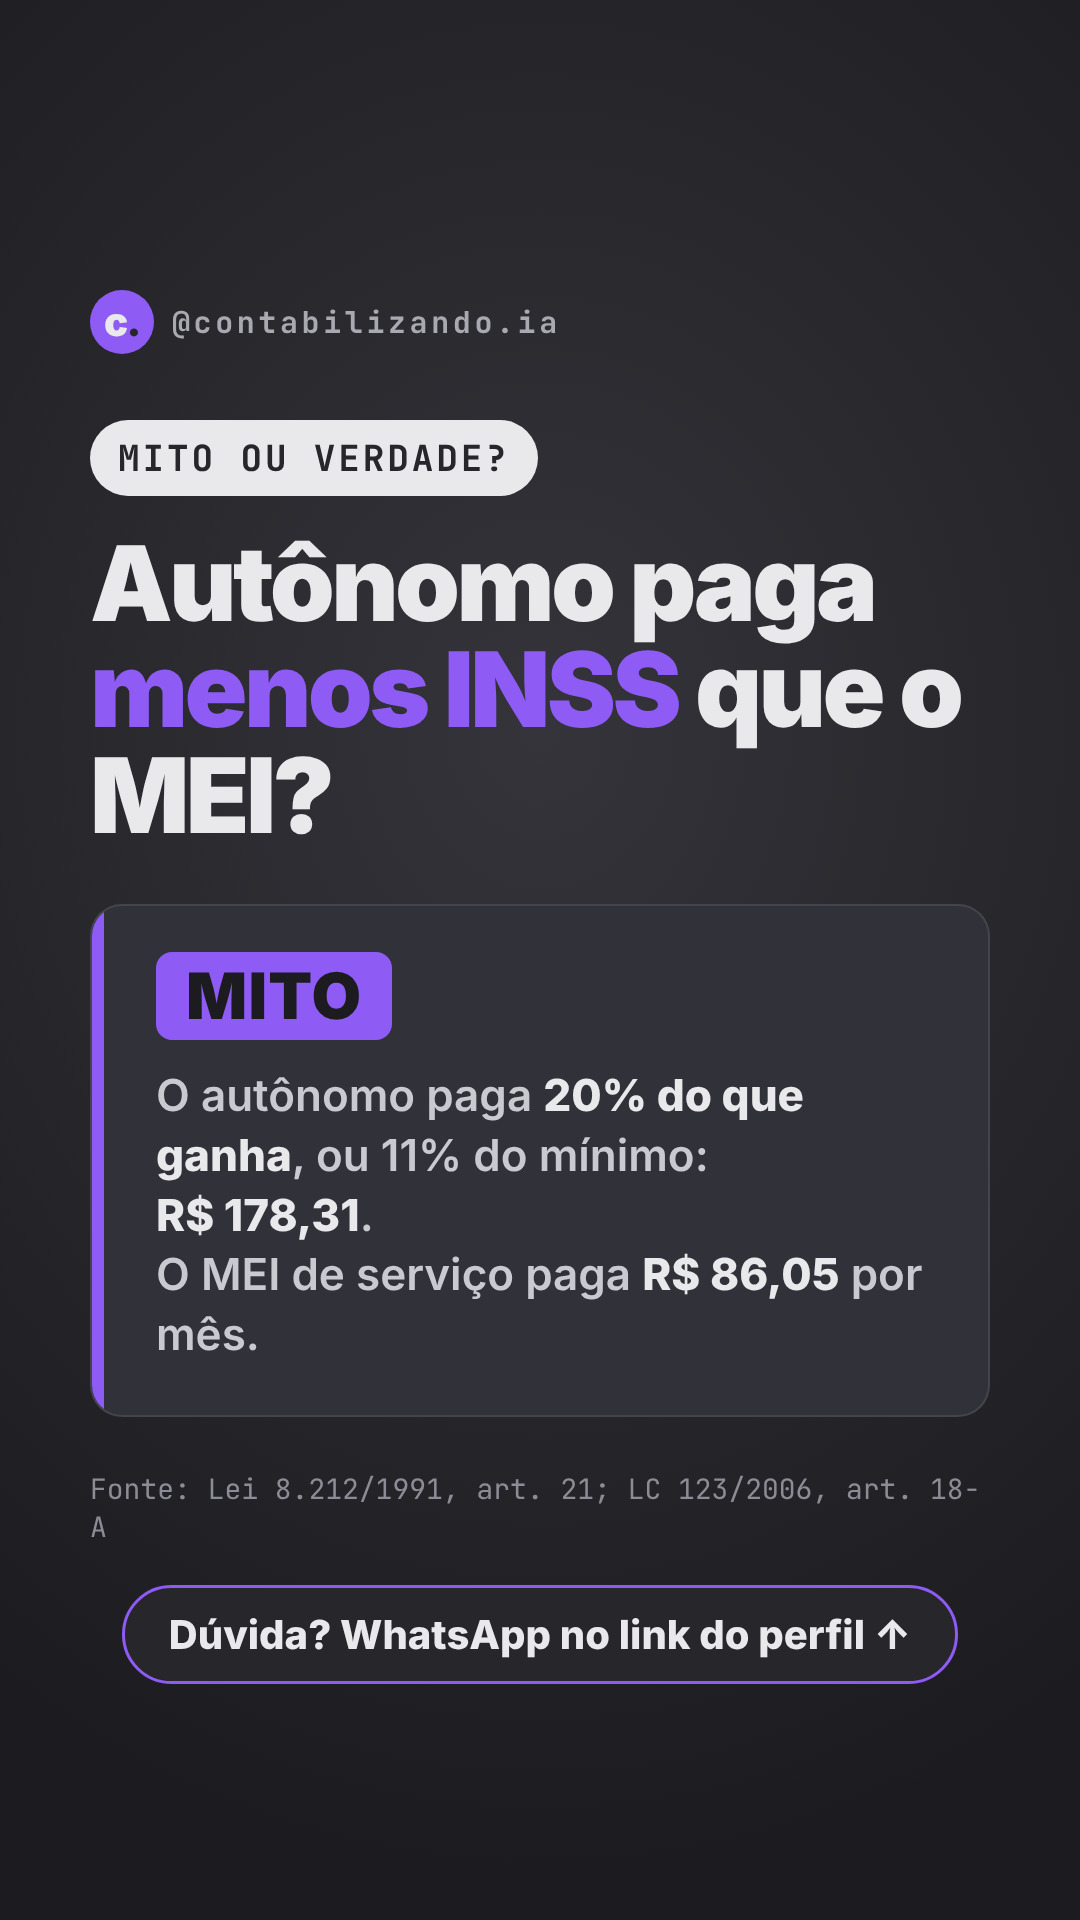 c. @contabilizando.ia
MITO OU VERDADE?
Autônomo paga
menos INSS que o
MEI?
MITO
O autônomo paga 20% do que
ganha, ou 11% do mínimo:
R$ 178,31.
O MEI de serviço paga R$ 86,05 por
mês.
Fonte: Lei 8.212/1991, art. 21; LC 123/2006, art. 18-
A
Dúvida? WhatsApp no link do perfil ↑